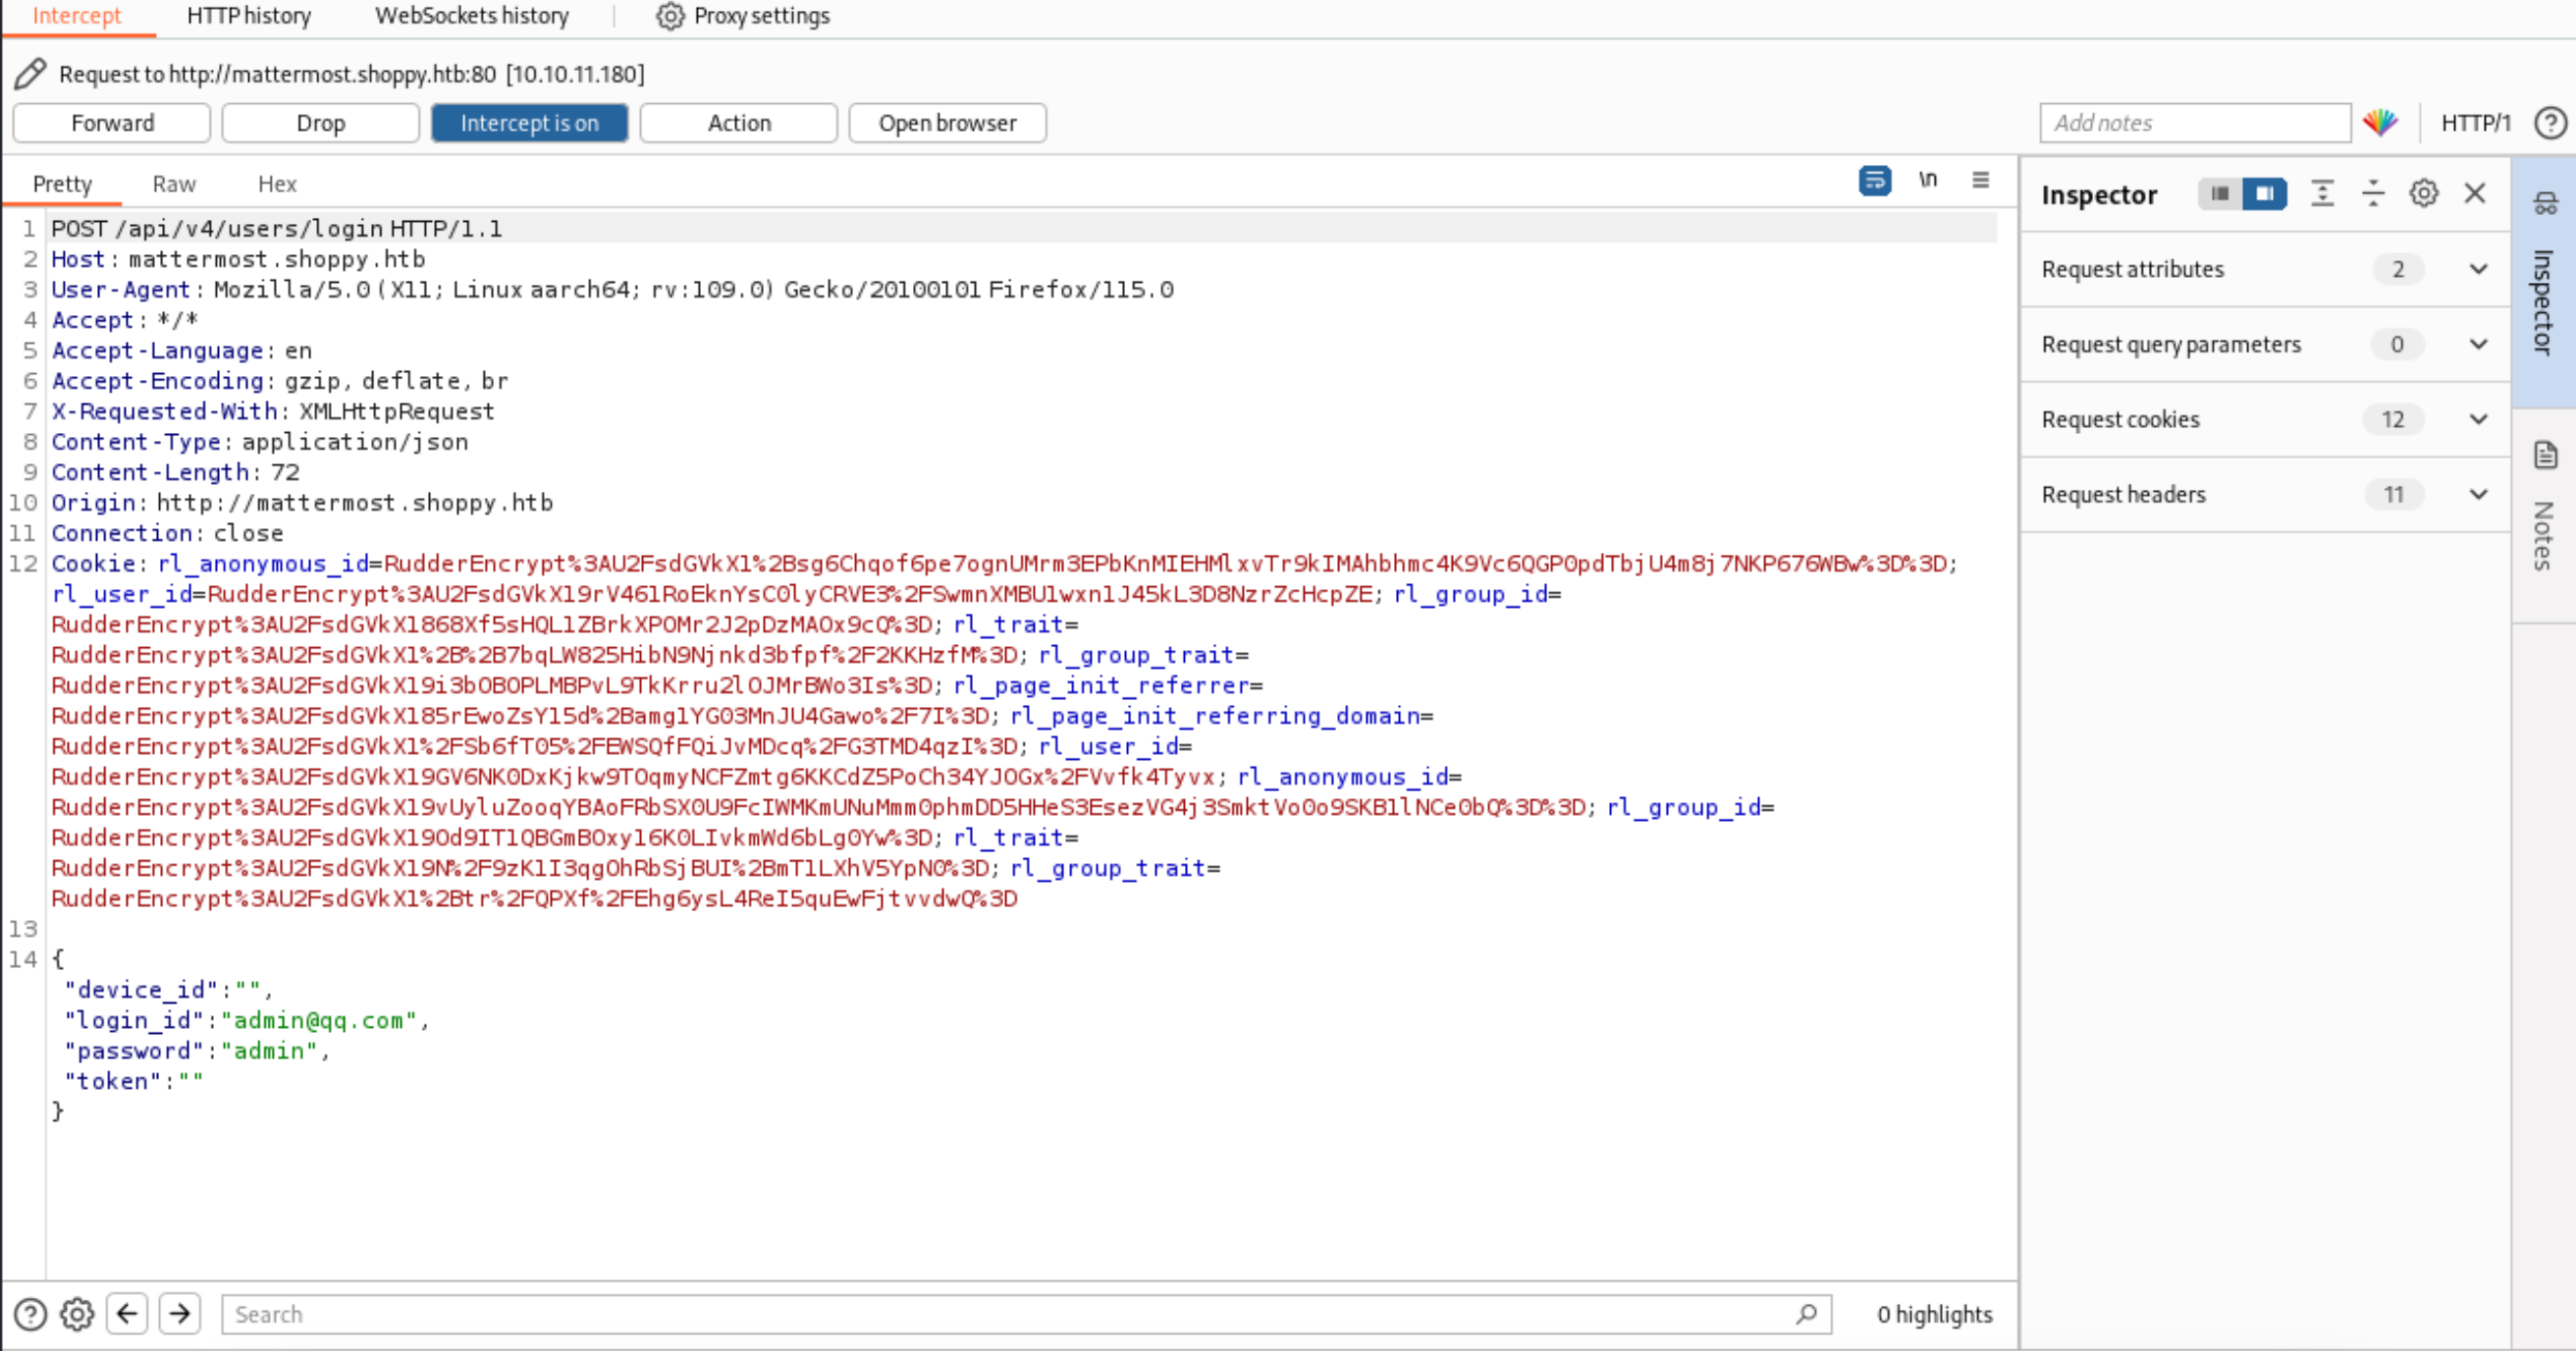 Intercept HTTP history WebSockets history Proxy settings
Request to http://mattermost.shoppy.htb:80 [10.10.11.180]
Forward Drop Intercept is on Action Open browser Add notes HTTP/1
Pretty Raw Hex \n
Inspector
Request attributes 2
Request query parameters 0
Request cookies 12
Request headers 11
Inspector
Notes
1 POST /api/v4/users/login HTTP/1.1
2 Host: mattermost.shoppy.htb
3 User-Agent: Mozilla/5.0 (X11; Linux aarch64; rv:109.0) Gecko/20100101 Firefox/115.0
4 Accept: */*
5 Accept-Language: en
6 Accept-Encoding: gzip, deflate, br
7 X-Requested-With: XMLHttpRequest
8 Content-Type: application/json
9 Content-Length: 72
10 Origin: http://mattermost.shoppy.htb
11 Connection: close
12 Cookie: rl_anonymous_id=RudderEncrypt%3AU2FsdGVkX1%2Bsg6Chqof6pe7ognUMrm3EPbKnMIEHMlxvTr9kIMAhbhmc4K9Vc6QGP0pdTbjU4m8j7NKP676WBw%3D%3D;
rl_user_id=RudderEncrypt%3AU2FsdGVkX19rV461RoEknYsC0lyCRVE3%2FSwmnXMBU1wxn1J45kL3D8NzrZcHcpZE; rl_group_id=
RudderEncrypt%3AU2FsdGVkX1868Xf5sHQL1ZBrkXPOMr2J2pDzMAOx9cQ%3D; rl_trait=
RudderEncrypt%3AU2FsdGVkX1%2B%2B7bqLW825HibN9Njnkd3bfpf%2F2KKHzfM%3D; rl_group_trait=
RudderEncrypt%3AU2FsdGVkX19i3bOBOPLMBPvL9TkKrru2lOJMrBWo3Is%3D; rl_page_init_referrer=
RudderEncrypt%3AU2FsdGVkX185rEwoZsY15d%2Bamg1YG03MnJU4Gawo%2F7I%3D; rl_page_init_referring_domain=
RudderEncrypt%3AU2FsdGVkX1%2FSb6fT05%2FEWSQfFQiJvMDcq%2FG3TMD4qzI%3D; rl_user_id=
RudderEncrypt%3AU2FsdGVkX19GV6NK0DxKjkw9TOqmyNCFZmtg6KKCdZ5PoCh34YJOGx%2FVvfk4Tyvx; rl_anonymous_id=
RudderEncrypt%3AU2FsdGVkX19vUyluZooqYBAoFRbSX0U9FcIWMKmUNuMmm0phmDD5HHeS3EsezVG4j3SmktVo0o9SKB1lNCe0bQ%3D%3D; rl_group_id=
RudderEncrypt%3AU2FsdGVkX19Od9IT1QBGmBOxy16K0LIvkmWd6bLg0Yw%3D; rl_trait=
RudderEncrypt%3AU2FsdGVkX19N%2F9zK1I3qgOhRbSjBUI%2BmT1LXhV5YpN0%3D; rl_group_trait=
RudderEncrypt%3AU2FsdGVkX1%2Btr%2FQPXf%2FEhg6ysL4ReI5quEwFjtvvdwQ%3D
13
14 {
"device_id":"",
"login_id":"admin@qq.com",
"password":"admin",
"token":""
}
Search 0 highlights